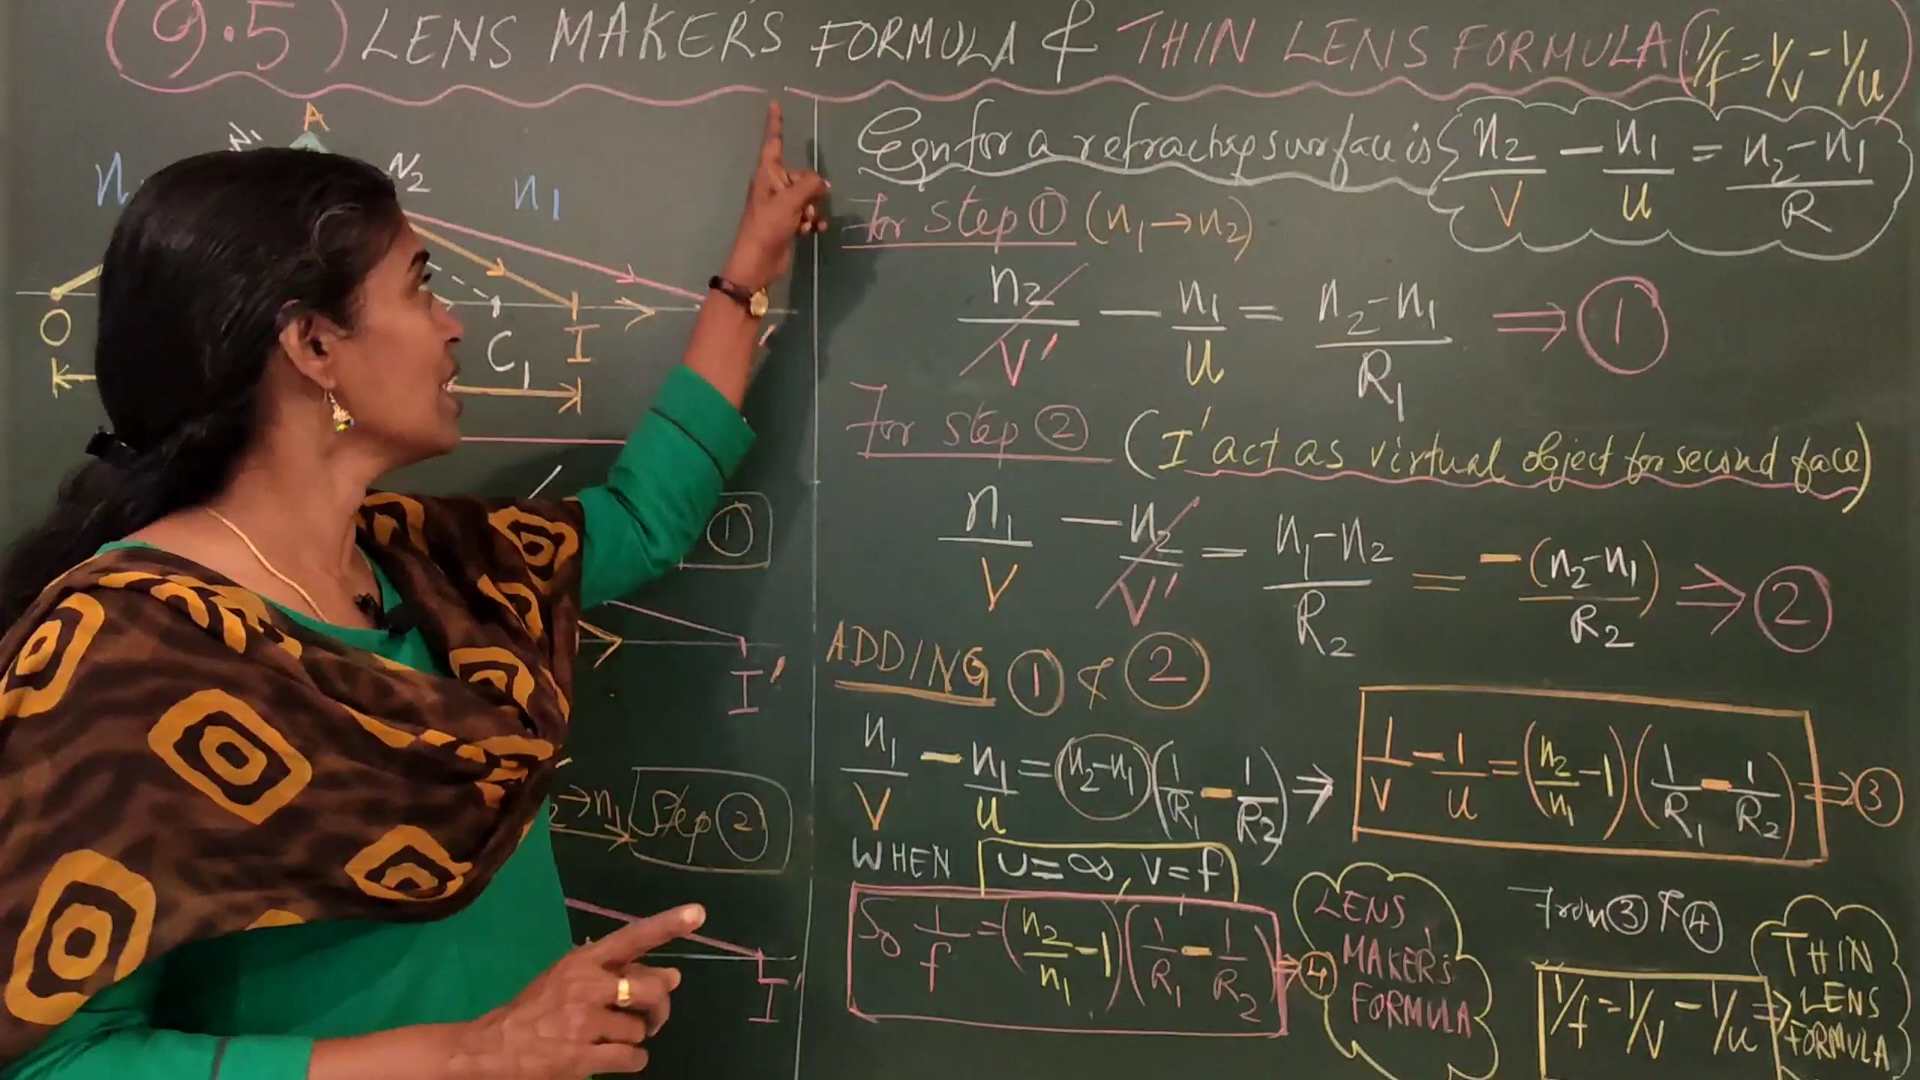 9.5) LENS MAKER'S FORMULA & THIN LENS FORMULA (1/f = 1/v - 1/u)
A
N1
N2
n1
O
C1
I
①
I'
→n1 Step ②
I'
Eqn for a refracting surface is n2/v - n1/u = (n2-n1)/R
For step ① (n1→n2)
n2/v' - n1/u = (n2-n1)/R1 ⇒ ①
For step ② (I' act as virtual object for second face)
n1/v - n2/v' = (n1-n2)/R2 = -(n2-n1)/R2 ⇒ ②
ADDING ① & ②
n1/v - n1/u = (n2-n1)(1/R1 - 1/R2) → 1/v - 1/u = (n2/n1 - 1)(1/R1 - 1/R2) ⇒ ③
WHEN u=∞, v=f
So 1/f = (n2/n1 - 1)(1/R1 - 1/R2) ⇒ ④
LENS
MAKER'S
FORMULA
From ③ & ④
1/f = 1/v - 1/u ⇒
THIN
LENS
FORMULA